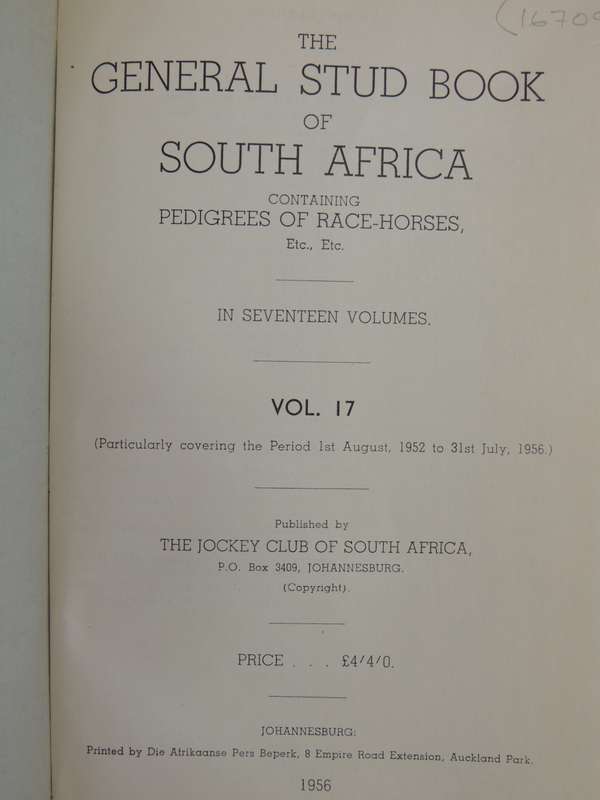 (16709
THE
GENERAL STUD BOOK
OF
SOUTH AFRICA
CONTAINING
PEDIGREES OF RACE-HORSES,
Etc., Etc.
IN SEVENTEEN VOLUMES.
VOL. 17
(Particularly covering the Period 1st August, 1952 to 31st July, 1956.)
Published by
THE JOCKEY CLUB OF SOUTH AFRICA,
P.O. Box 3409, JOHANNESBURG.
(Copyright).
PRICE . . . £4/4/0.
JOHANNESBURG:
Printed by Die Afrikaanse Pers Beperk, 8 Empire Road Extension, Auckland Park.
1956